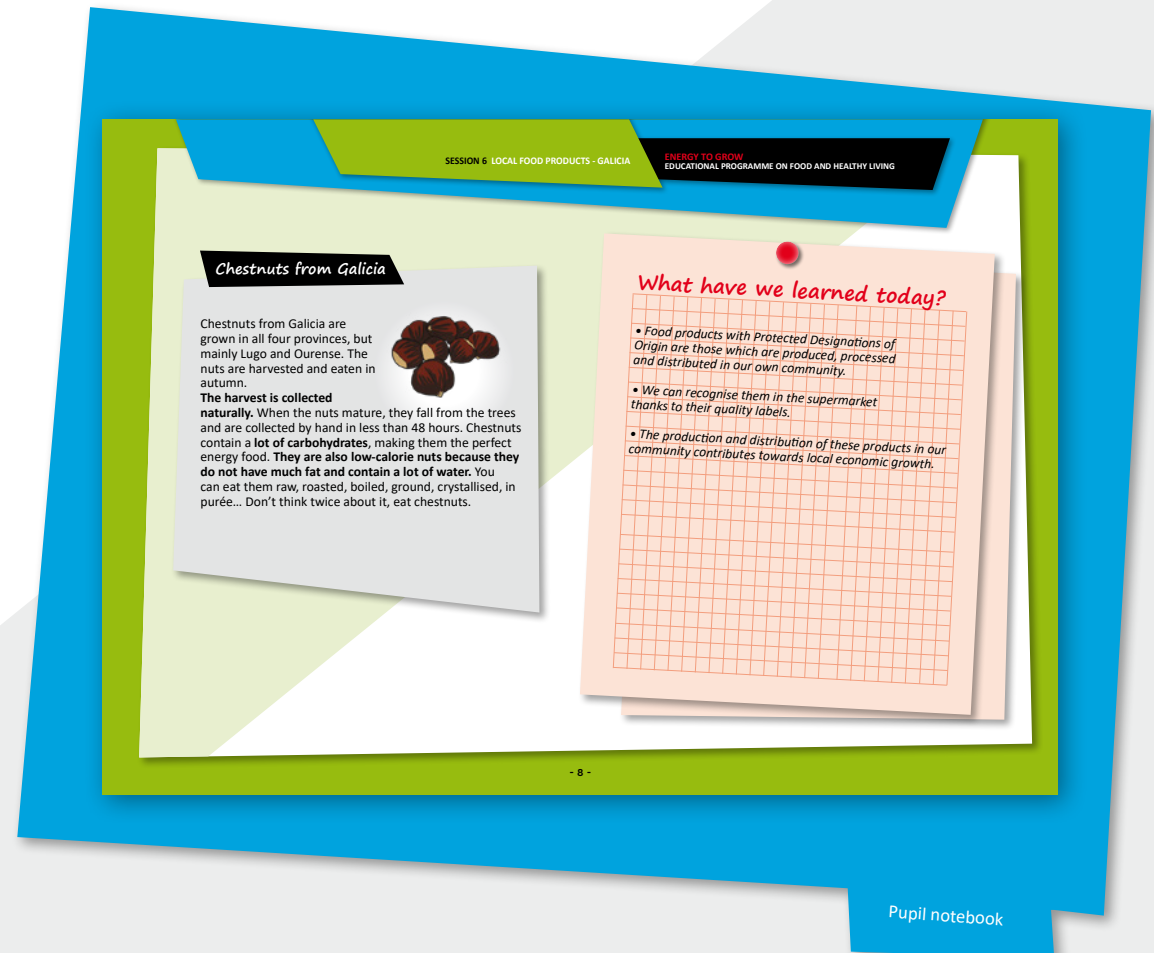 SESSION 6 LOCAL FOOD PRODUCTS - GALICIA
ENERGY TO GROW
EDUCATIONAL PROGRAMME ON FOOD AND HEALTHY LIVING
Chestnuts from Galicia
Chestnuts from Galicia are
grown in all four provinces, but
mainly Lugo and Ourense. The
nuts are harvested and eaten in
autumn.
The harvest is collected
naturally. When the nuts mature, they fall from the trees
and are collected by hand in less than 48 hours. Chestnuts
contain a lot of carbohydrates, making them the perfect
energy food. They are also low-calorie nuts because they
do not have much fat and contain a lot of water. You
can eat them raw, roasted, boiled, ground, crystallised, in
purée... Don't think twice about it, eat chestnuts.
What have we learned today?
• Food products with Protected Designations of
Origin are those which are produced, processed
and distributed in our own community.
• We can recognise them in the supermarket
thanks to their quality labels.
• The production and distribution of these products in our
community contributes towards local economic growth.
- 8 -
Pupil notebook